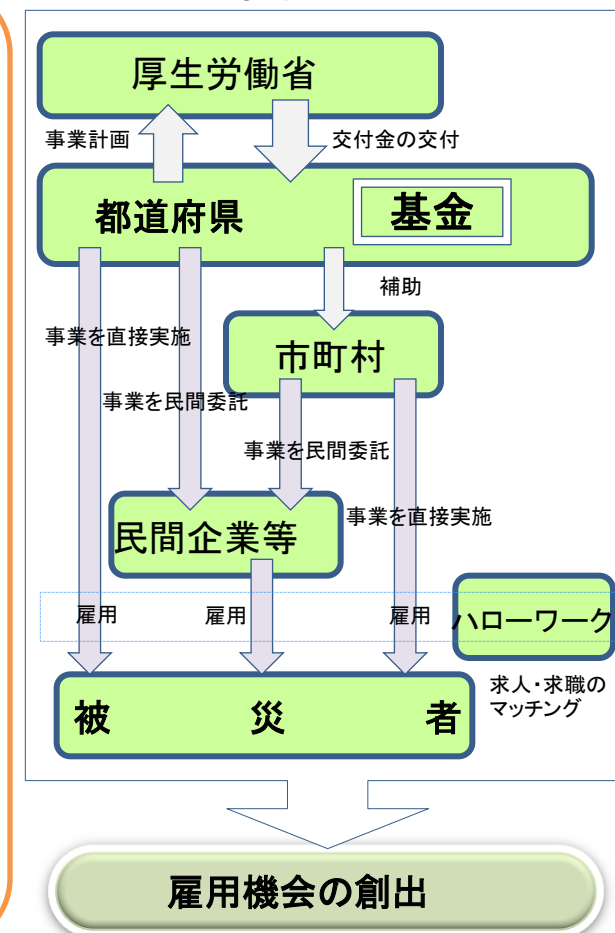 厚生労働省
事業計画
交付金の交付
都道府県
基金
補助
事業を直接実施
市町村
事業を民間委託
事業を民間委託
事業を直接実施
民間企業等
雇用
雇用
雇用
ハローワーク
求人・求職の
マッチング
被 災 者
雇用機会の創出